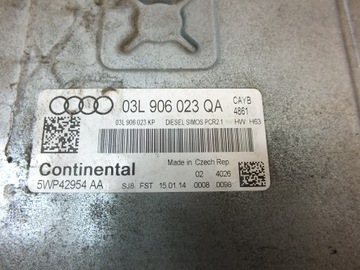 03L 906 023 QA
CAYB
4861
03L 906 023 KP DIESEL SIMOS PCR2.1 HW H63
Made in Czech Rep.
Continental
02 4026
5WP42954 AA SJ8 FST 15.01.14 0008 0098